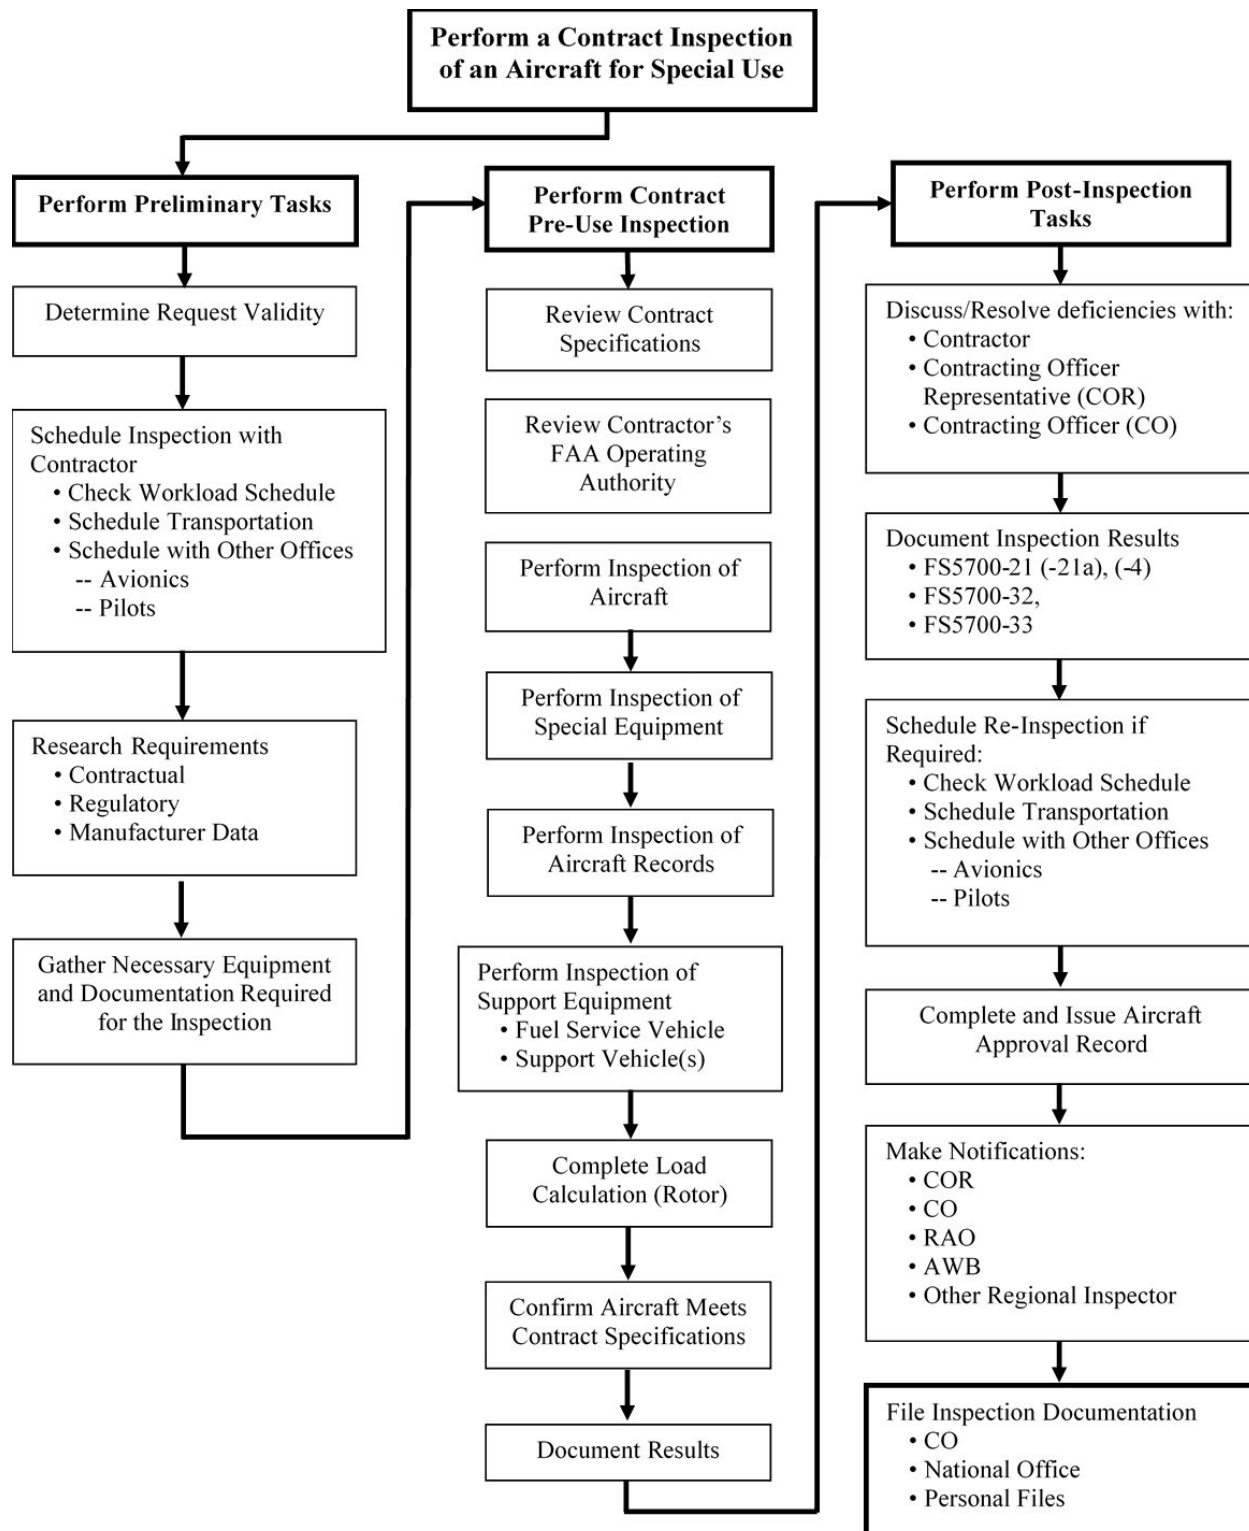 Perform a Contract Inspection
of an Aircraft for Special Use
Perform Preliminary Tasks
Determine Request Validity
Schedule Inspection with
Contractor
• Check Workload Schedule
• Schedule Transportation
• Schedule with Other Offices
-- Avionics
-- Pilots
Research Requirements
• Contractual
• Regulatory
• Manufacturer Data
Gather Necessary Equipment
and Documentation Required
for the Inspection
Perform Contract
Pre-Use Inspection
Review Contract
Specifications
Review Contractor’s
FAA Operating
Authority
Perform Inspection of
Aircraft
Perform Inspection of
Special Equipment
Perform Inspection of
Aircraft Records
Perform Inspection of
Support Equipment
• Fuel Service Vehicle
• Support Vehicle(s)
Complete Load
Calculation (Rotor)
Confirm Aircraft Meets
Contract Specifications
Document Results
Perform Post-Inspection
Tasks
Discuss/Resolve deficiencies with:
• Contractor
• Contracting Officer
Representative (COR)
• Contracting Officer (CO)
Document Inspection Results
• FS5700-21 (-21a), (-4)
• FS5700-32,
• FS5700-33
Schedule Re-Inspection if
Required:
• Check Workload Schedule
• Schedule Transportation
• Schedule with Other Offices
-- Avionics
-- Pilots
Complete and Issue Aircraft
Approval Record
Make Notifications:
• COR
• CO
• RAO
• AWB
• Other Regional Inspector
File Inspection Documentation
• CO
• National Office
• Personal Files